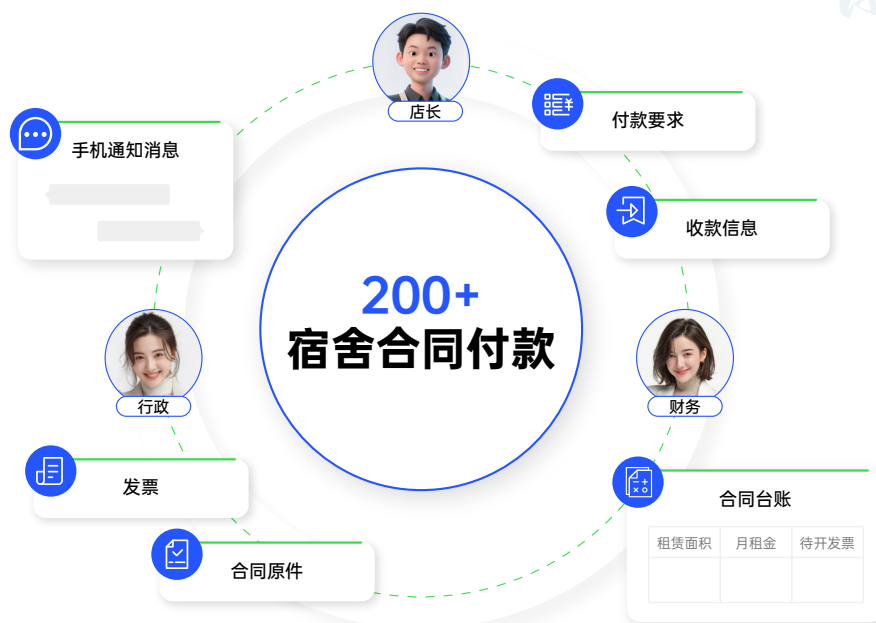 店长
付款要求
手机通知消息
收款信息
200+
宿舍合同付款
行政
财务
发票
合同台账
租赁面积 月租金 待开发票
合同原件